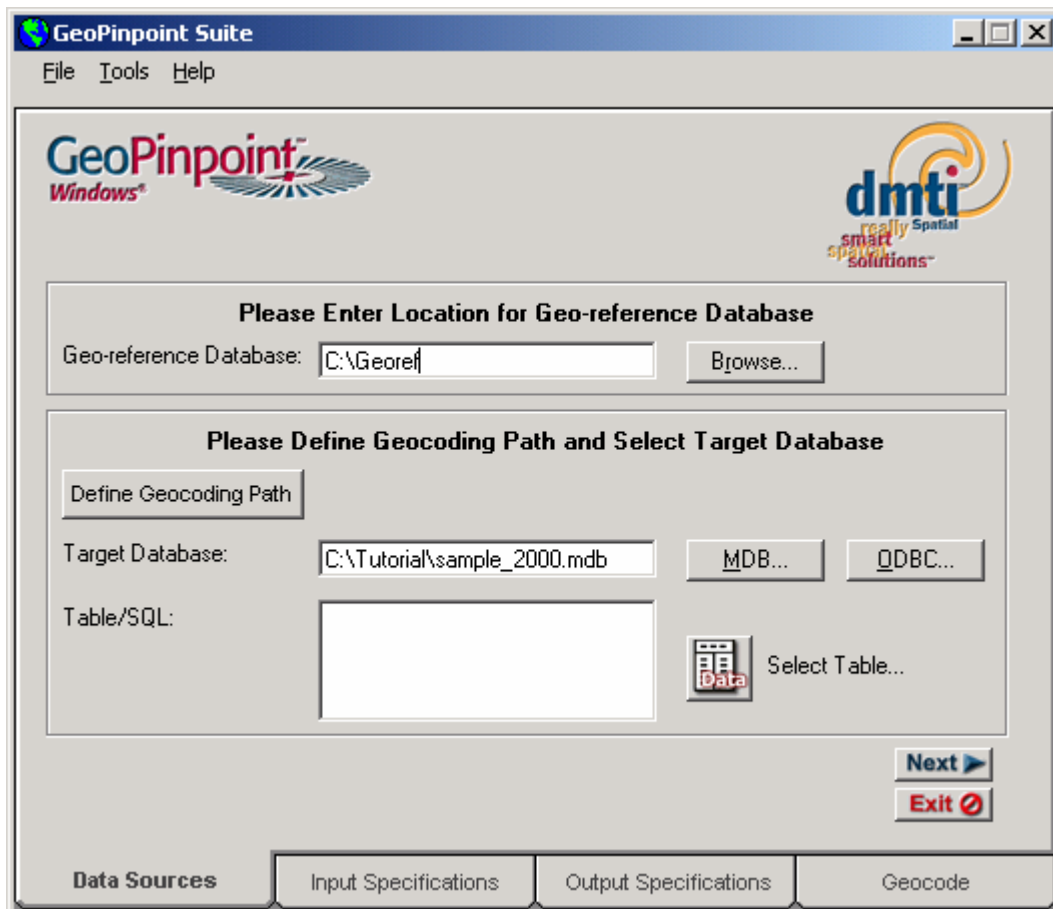 GeoPinpoint Suite
File Tools Help
GeoPinpoint™
Windows®
dmti
Spatial
really
smart
spatial
solutions™
Please Enter Location for Geo-reference Database
Geo-reference Database: C:\Georef Browse...
Please Define Geocoding Path and Select Target Database
Define Geocoding Path
Target Database: C:\Tutorial\sample_2000.mdb MDB... ODBC...
Table/SQL:
Data Select Table...
Next
Exit
Data Sources Input Specifications Output Specifications Geocode